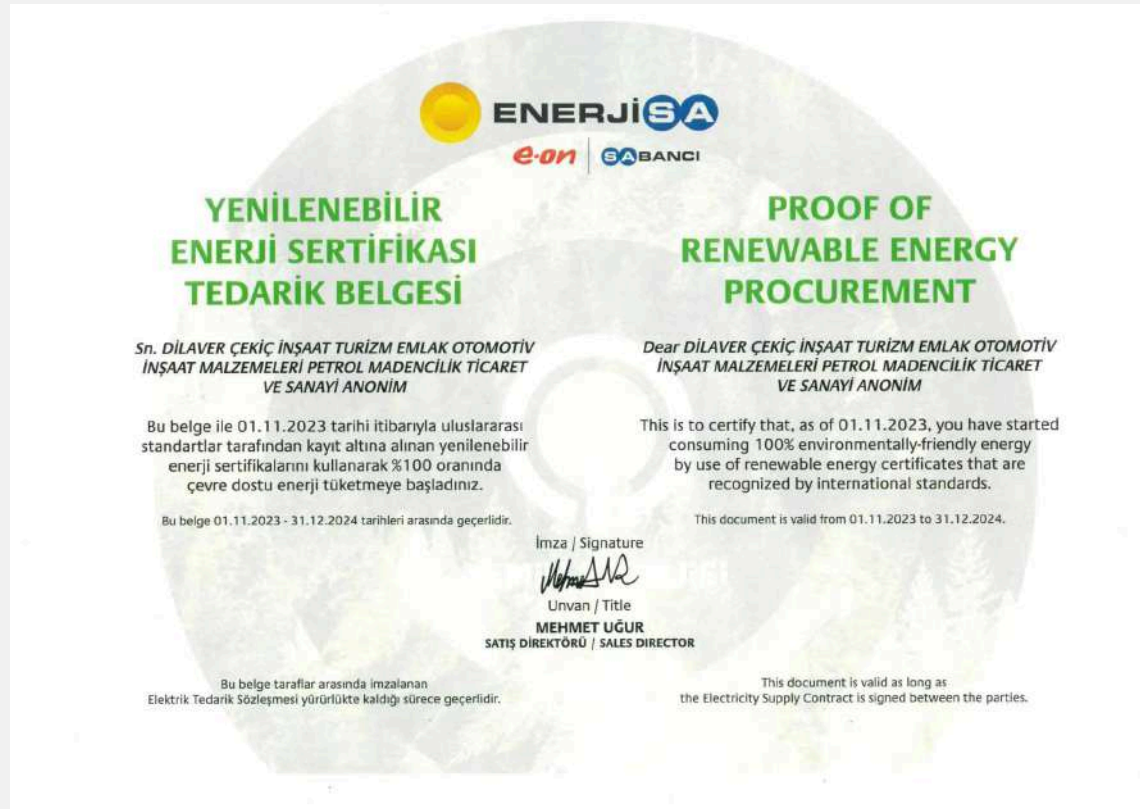 ENERJİSA
e·on | SABANCI
YENİLENEBİLİR
ENERJİ SERTİFİKASI
TEDARİK BELGESİ
Sn. DİLAVER ÇEKİÇ İNŞAAT TURİZM EMLAK OTOMOTİV
İNŞAAT MALZEMELERİ PETROL MADENCİLİK TİCARET
VE SANAYİ ANONİM
Bu belge ile 01.11.2023 tarihi itibarıyla uluslararası
standartlar tarafından kayıt altına alınan yenilenebilir
enerji sertifikalarını kullanarak %100 oranında
çevre dostu enerji tüketmeye başladınız.
Bu belge 01.11.2023 - 31.12.2024 tarihleri arasında geçerlidir.
PROOF OF
RENEWABLE ENERGY
PROCUREMENT
Dear DİLAVER ÇEKİÇ İNŞAAT TURİZM EMLAK OTOMOTİV
İNŞAAT MALZEMELERİ PETROL MADENCİLİK TİCARET
VE SANAYİ ANONİM
This is to certify that, as of 01.11.2023, you have started
consuming 100% environmentally-friendly energy
by use of renewable energy certificates that are
recognized by international standards.
This document is valid from 01.11.2023 to 31.12.2024.
İmza / Signature
Unvan / Title
MEHMET UĞUR
SATIŞ DİREKTÖRÜ / SALES DIRECTOR
Bu belge taraflar arasında imzalanan
Elektrik Tedarik Sözleşmesi yürürlükte kaldığı sürece geçerlidir.
This document is valid as long as
the Electricity Supply Contract is signed between the parties.